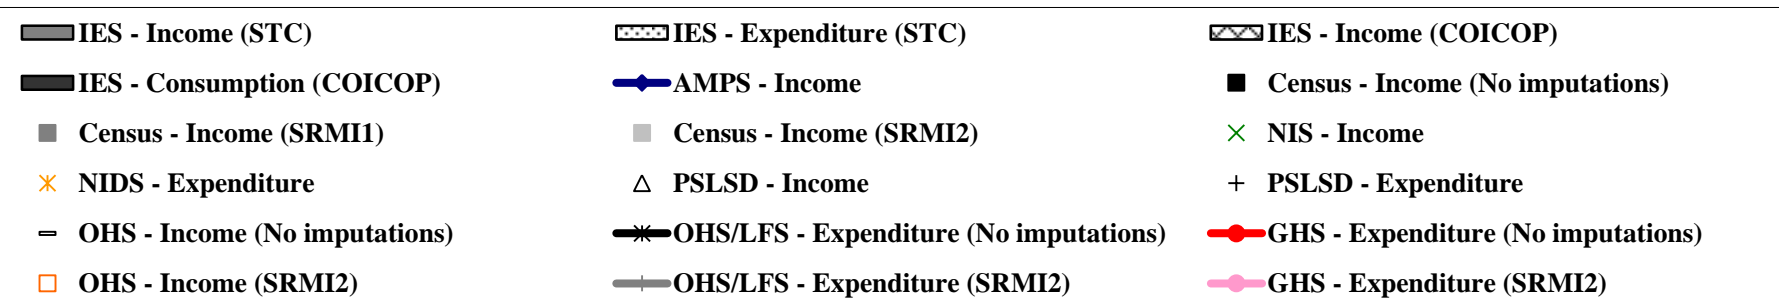 IES - Income (STC) IES - Expenditure (STC) IES - Income (COICOP)
IES - Consumption (COICOP) AMPS - Income Census - Income (No imputations)
Census - Income (SRMI1) Census - Income (SRMI2) NIS - Income
NIDS - Expenditure PSLSD - Income PSLSD - Expenditure
OHS - Income (No imputations) OHS/LFS - Expenditure (No imputations) GHS - Expenditure (No imputations)
OHS - Income (SRMI2) OHS/LFS - Expenditure (SRMI2) GHS - Expenditure (SRMI2)